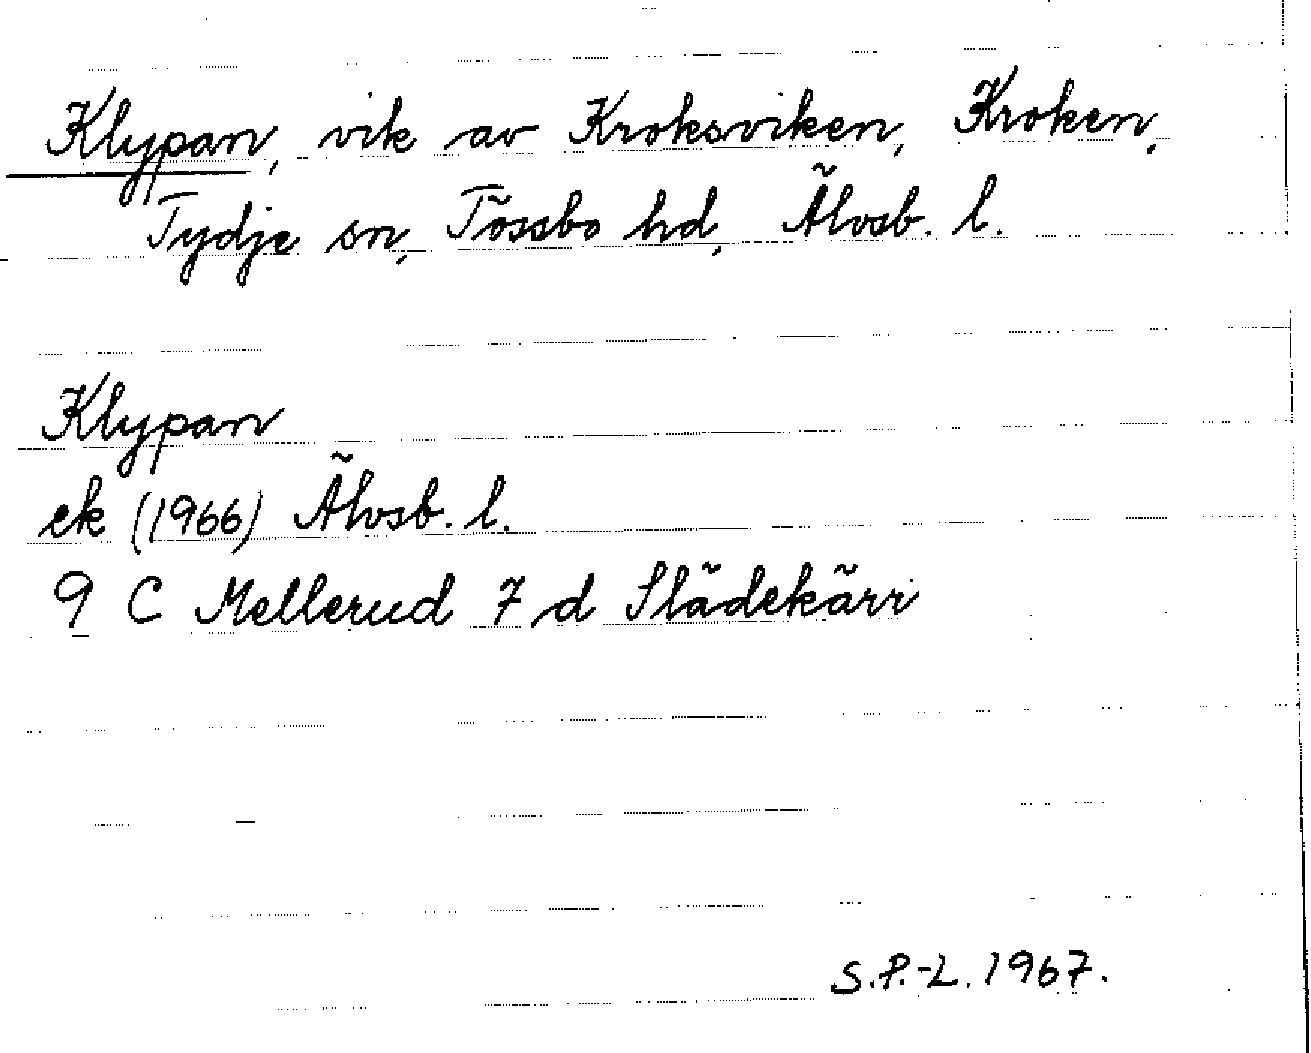 Klypan, vik av Kroksviken, Kroken,
Tydje sn, Tössbo hd, Älvsb. l.
Klypan
ek (1966) Älvsb. l.
9 C Mellerud 7 d Slädekärr
S.P.-L. 1967.